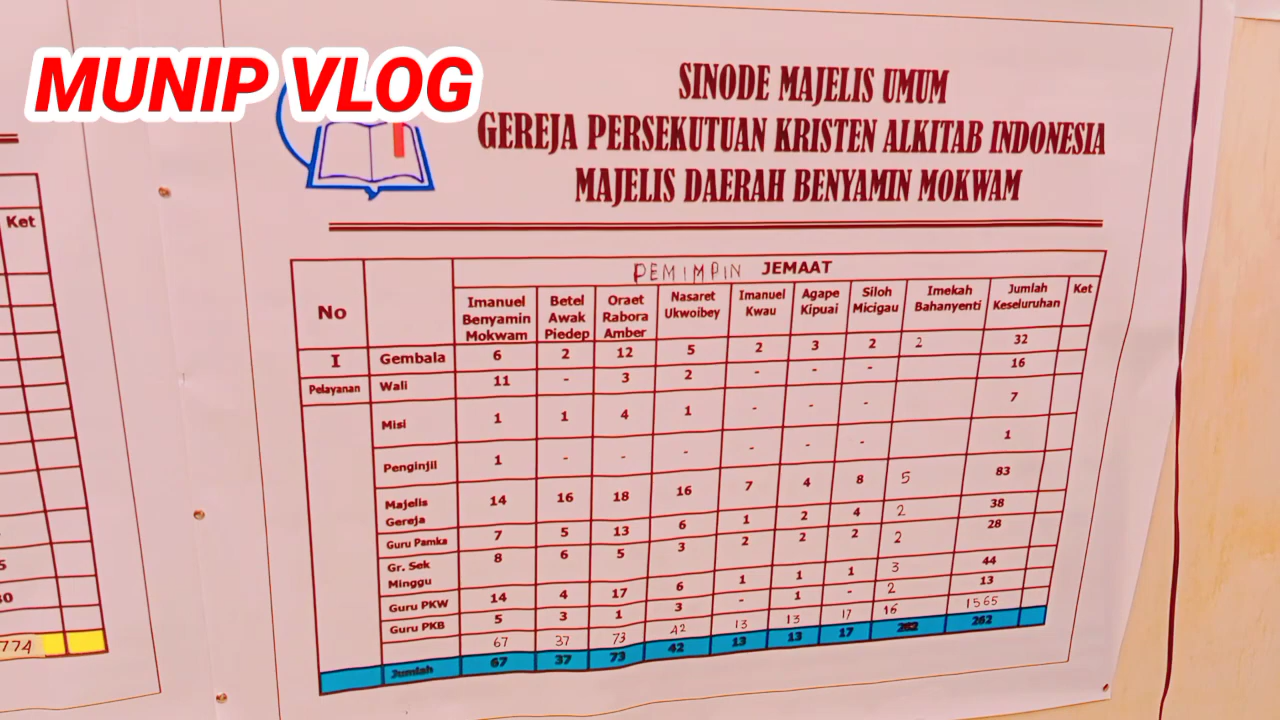 MUNIP VLOG
SINODE MAJELIS UMUM
GEREJA PERSEKUTUAN KRISTEN ALKITAB INDONESIA
MAJELIS DAERAH BENYAMIN MOKWAM
Ket
774
No PEMIMPIN JEMAAT
Imanuel Benyamin Mokwam Betel Awak Piedep Oraet Rabora Amber Nasaret Ukwoibey Imanuel Kwau Agape Kipuai Siloh Micigau Imekah Bahanyenti Jumlah Keseluruhan Ket
I Gembala 6 2 12 5 2 3 2 2 32
Pelayanan Wali 11 - 3 2 - - - 16
Misi 1 1 4 1 - - - 7
Penginjil 1 - - - - - - 1
Majelis Gereja 14 16 18 16 7 4 8 5 83
Guru Pamka 7 5 13 6 1 2 4 2 38
Gr. Sek Minggu 8 6 5 3 2 2 2 2 28
Guru PKW 14 4 17 6 1 1 1 3 44
Guru PKB 5 3 1 3 - 1 - 2 13
67 37 73 42 13 13 17 16 1565
Jumlah 67 37 73 42 13 13 17 262 262